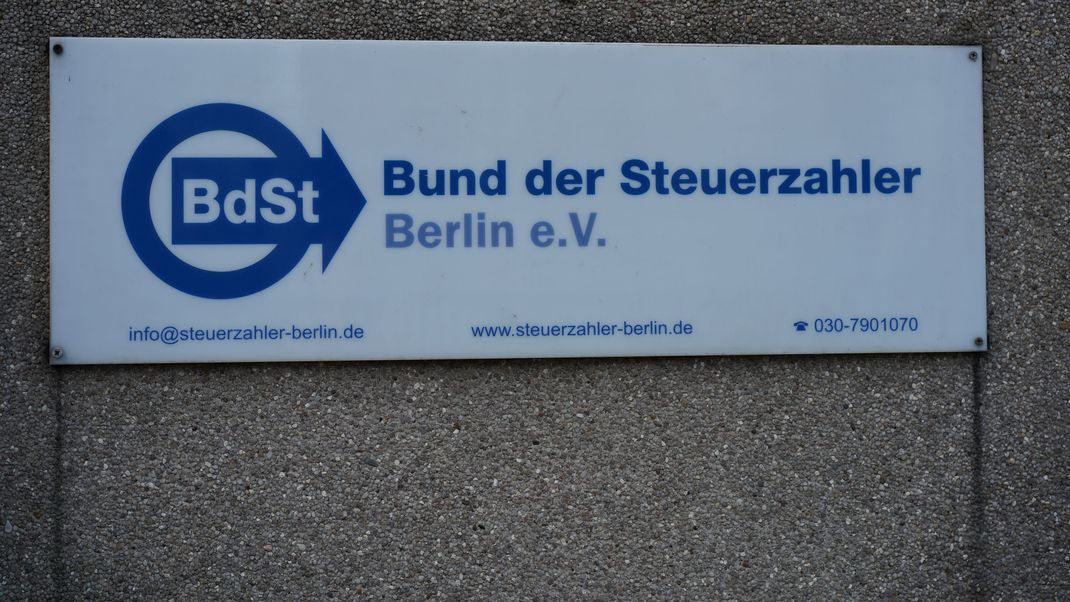 BdSt
Bund der Steuerzahler
Berlin e.V.
info@steuerzahler-berlin.de
www.steuerzahler-berlin.de
☎ 030-7901070